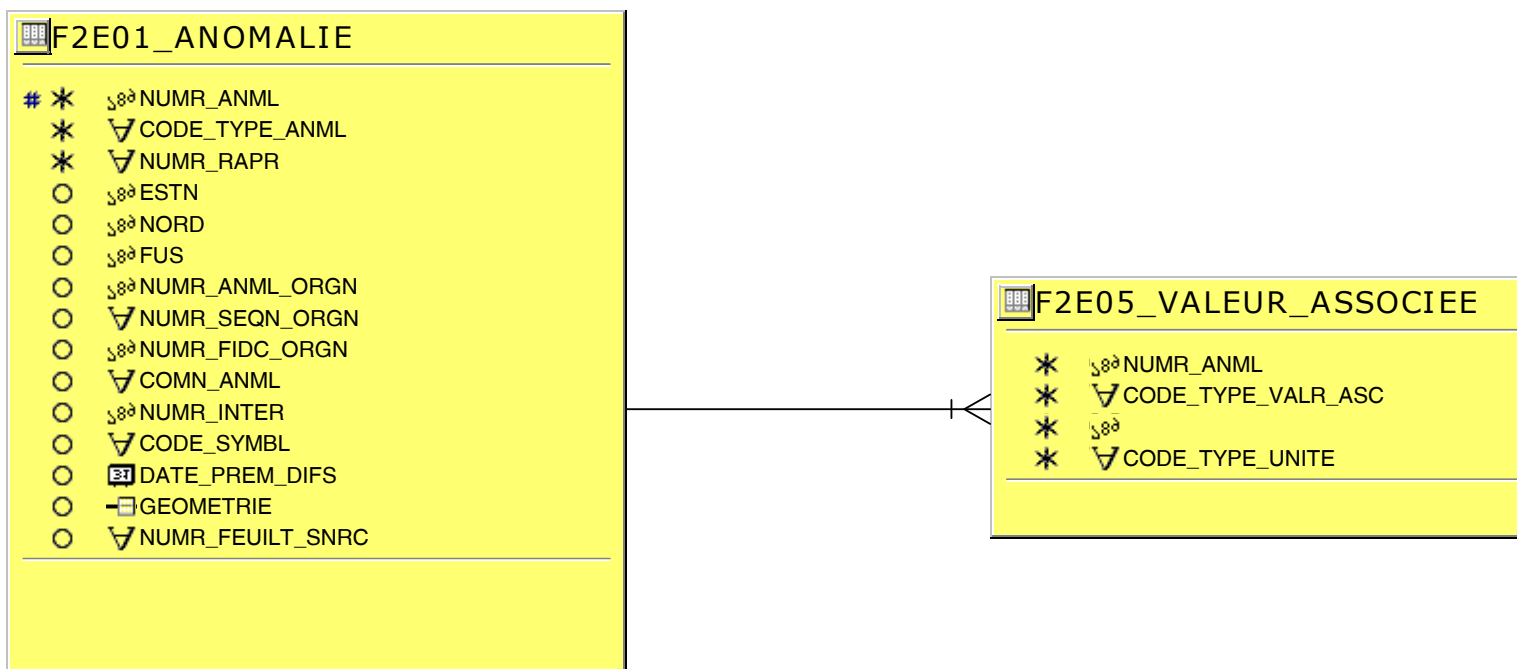 F2E01_ANOMALIE
# * NUMR_ANML
* CODE_TYPE_ANML
* NUMR_RAPR
ESTN
NORD
FUS
NUMR_ANML_ORGN
NUMR_SEQN_ORGN
NUMR_FIDC_ORGN
COMN_ANML
NUMR_INTER
CODE_SYMBL
DATE_PREM_DIFS
GEOMETRIE
NUMR_FEUILT_SNRC
F2E05_VALEUR_ASSOCIEE
* NUMR_ANML
* CODE_TYPE_VALR_ASC
*
* CODE_TYPE_UNITE